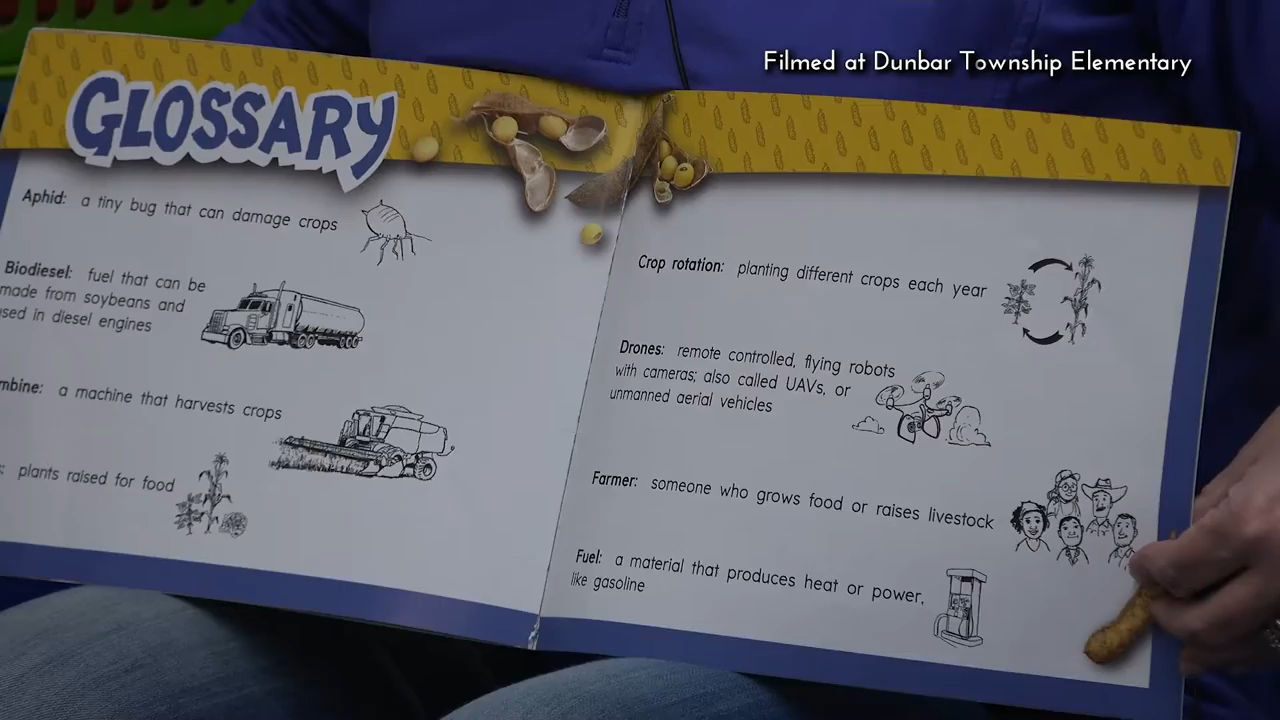 Filmed at Dunbar Township Elementary
GLOSSARY
Aphid: a tiny bug that can damage crops
Biodiesel: fuel that can be
made from soybeans and
used in diesel engines
mbine: a machine that harvests crops
: plants raised for food
Crop rotation: planting different crops each year
Drones: remote controlled, flying robots
with cameras; also called UAVs, or
unmanned aerial vehicles
Farmer: someone who grows food or raises livestock
Fuel: a material that produces heat or power,
like gasoline